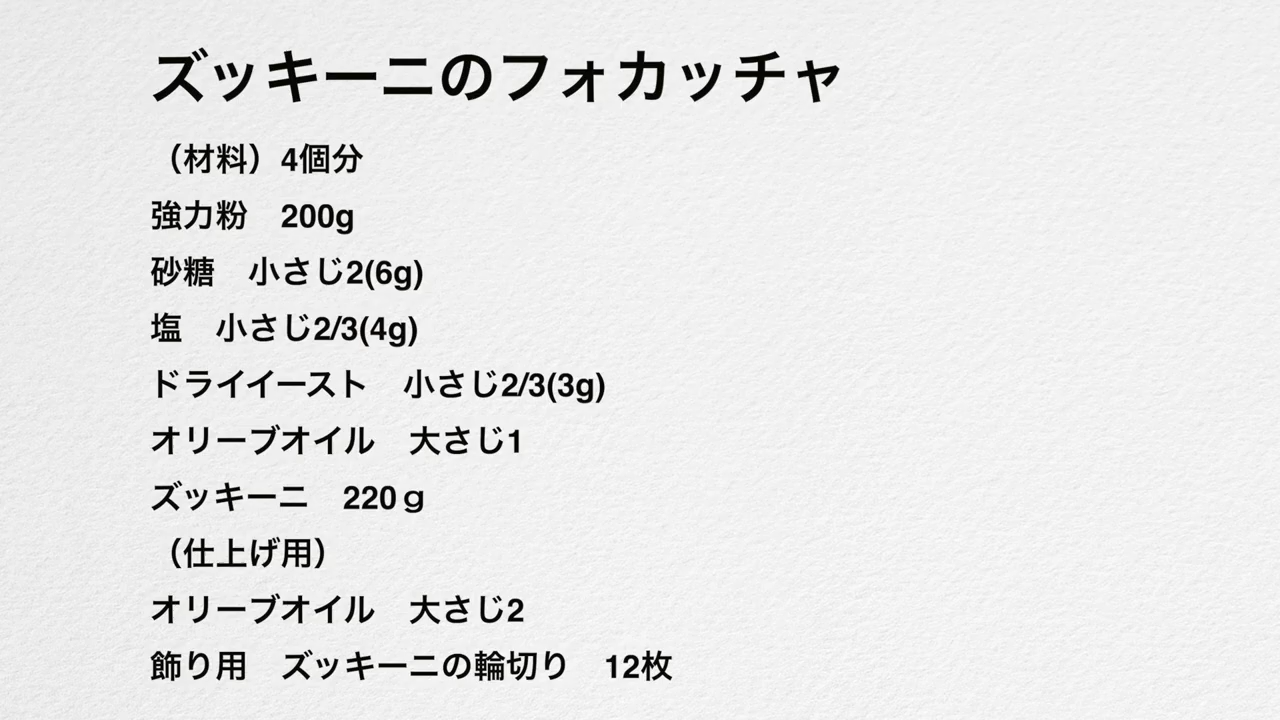 ズッキーニのフォカッチャ
（材料）4個分
強力粉　200g
砂糖　小さじ2(6g)
塩　小さじ2/3(4g)
ドライイースト　小さじ2/3(3g)
オリーブオイル　大さじ1
ズッキーニ　220ｇ
（仕上げ用）
オリーブオイル　大さじ2
飾り用　ズッキーニの輪切り　12枚